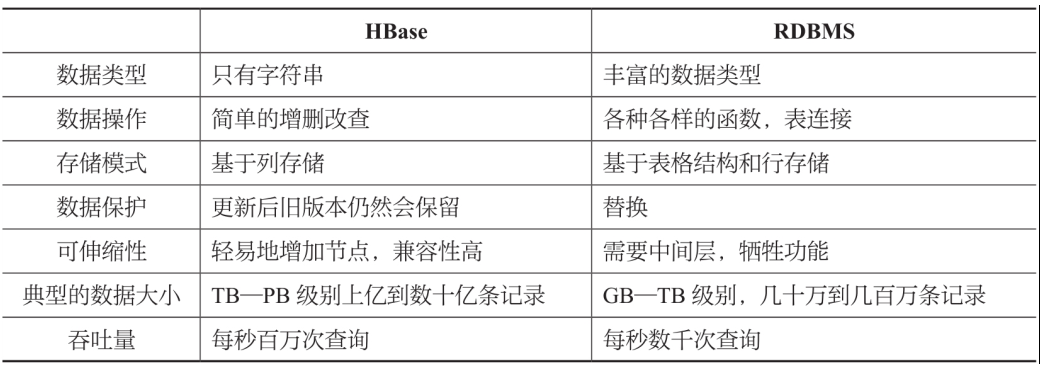 HBase RDBMS
数据类型 只有字符串 丰富的数据类型
数据操作 简单的增删改查 各种各样的函数，表连接
存储模式 基于列存储 基于表格结构和行存储
数据保护 更新后旧版本仍然会保留 替换
可伸缩性 轻易地增加节点，兼容性高 需要中间层，牺牲功能
典型的数据大小 TB—PB 级别上亿到数十亿条记录 GB—TB 级别，几十万到几百万条记录
吞吐量 每秒百万次查询 每秒数千次查询